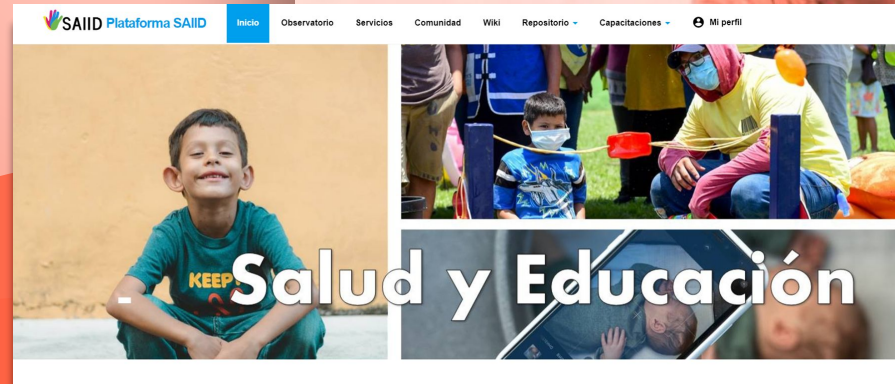 SAIID Plataforma SAIID Inicio Observatorio Servicios Comunidad Wiki Repositorio Capacitaciones Mi perfil
KEEP
Salud y Educación